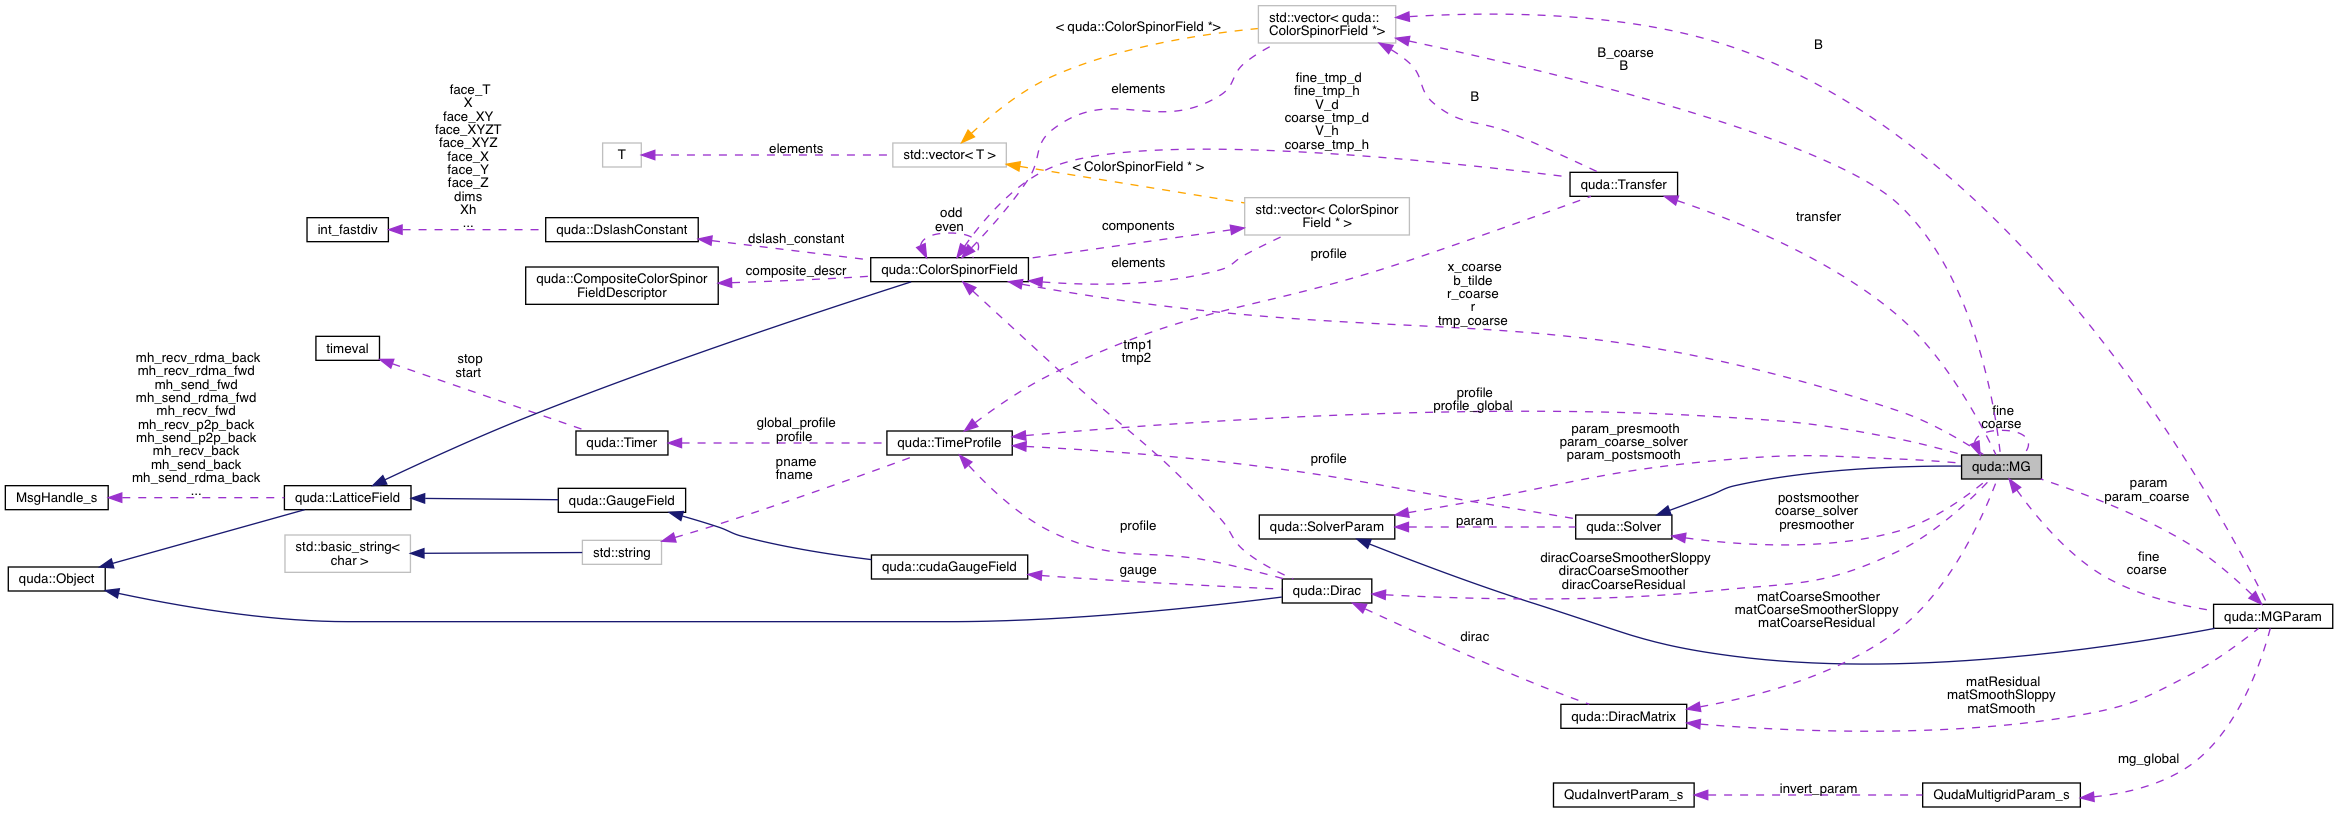 std::vector< quda::
ColorSpinorField *>
< quda::ColorSpinorField *>
B
B_coarse
B
elements
fine_tmp_d
fine_tmp_h
V_d
coarse_tmp_d
V_h
coarse_tmp_h
B
face_T
X
face_XY
face_XYZT
face_XYZ
face_X
face_Y
face_Z
dims
Xh
...
T
elements
std::vector< T >
< ColorSpinorField * >
quda::Transfer
transfer
std::vector< ColorSpinor
Field * >
int_fastdiv
quda::DslashConstant
dslash_constant
odd
even
components
elements
profile
quda::CompositeColorSpinor
FieldDescriptor
composite_descr
quda::ColorSpinorField
x_coarse
b_tilde
r_coarse
r
tmp_coarse
timeval
stop
start
tmp1
tmp2
mh_recv_rdma_back
mh_recv_rdma_fwd
mh_send_fwd
mh_send_rdma_fwd
mh_recv_fwd
mh_recv_p2p_back
mh_send_p2p_back
mh_recv_back
mh_send_back
mh_send_rdma_back
...
quda::Timer
global_profile
profile
quda::TimeProfile
profile
profile_global
fine
coarse
param_presmooth
param_coarse_solver
param_postsmooth
profile
quda::MG
pname
fname
MsgHandle_s
quda::LatticeField
quda::GaugeField
profile
quda::SolverParam
param
quda::Solver
postsmoother
coarse_solver
presmoother
param
param_coarse
std::basic_string<
char >
std::string
quda::Object
quda::cudaGaugeField
gauge
quda::Dirac
diracCoarseSmootherSloppy
diracCoarseSmoother
diracCoarseResidual
fine
coarse
matCoarseSmoother
matCoarseSmootherSloppy
matCoarseResidual
quda::MGParam
dirac
quda::DiracMatrix
matResidual
matSmoothSloppy
matSmooth
mg_global
QudaInvertParam_s
invert_param
QudaMultigridParam_s